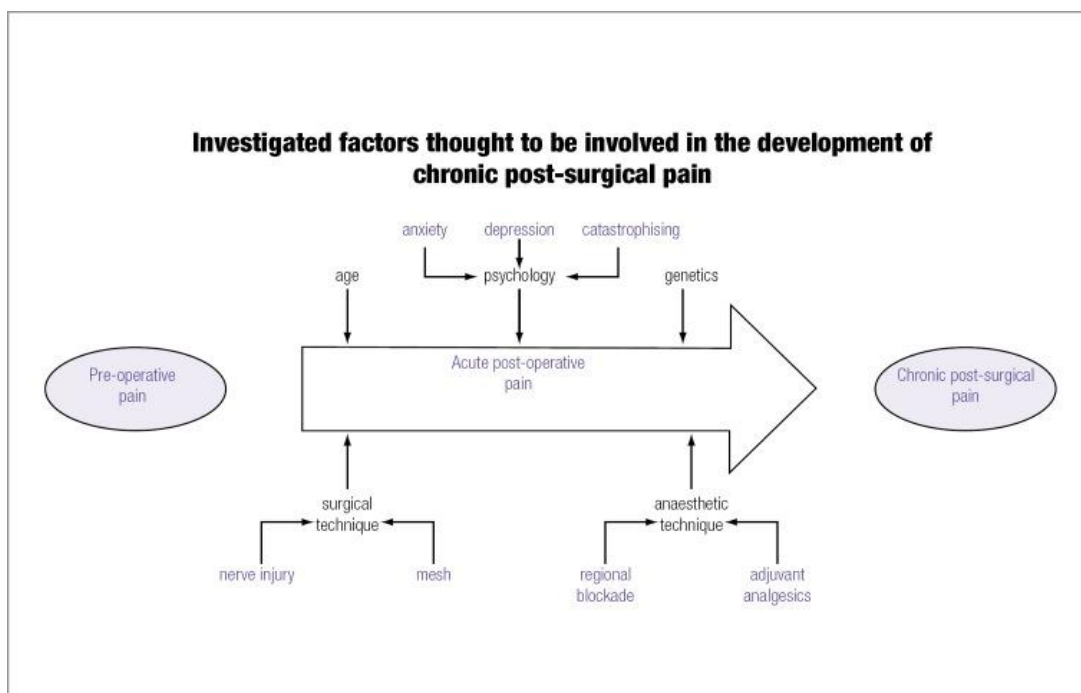 Investigated factors thought to be involved in the development of
chronic post-surgical pain
anxiety
depression
catastrophising
age
psychology
genetics
Pre-operative
pain
Acute post-operative
pain
Chronic post-surgical
pain
surgical
technique
anaesthetic
technique
nerve injury
mesh
regional
blockade
adjuvant
analgesics